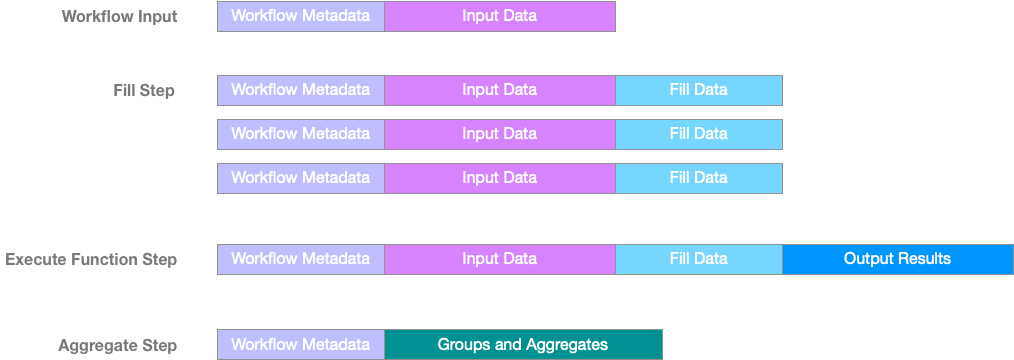 Workflow Input Workflow Metadata Input Data
Fill Step Workflow Metadata Input Data Fill Data
Workflow Metadata Input Data Fill Data
Workflow Metadata Input Data Fill Data
Execute Function Step Workflow Metadata Input Data Fill Data Output Results
Aggregate Step Workflow Metadata Groups and Aggregates